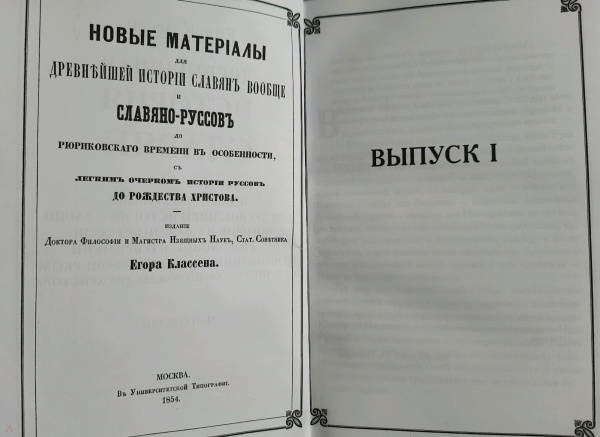 НОВЫЕ МАТЕРІАЛЫ
для
ДРЕВНѢЙШЕЙ ИСТОРІИ СЛАВЯНЪ ВООБЩЕ
и
СЛАВЯНО-РУССОВЪ
ДО
РЮРИКОВСКАГО ВРЕМЕНИ ВЪ ОСОБЕННОСТИ,
СЪ
ЛЕГКИМЪ ОЧЕРКОМЪ ИСТОРІИ РУССОВЪ
ДО РОЖДЕСТВА ХРИСТОВА.
ИЗДАНІЕ
Доктора Философіи и Магистра Изящныхъ Наукъ, Стат. Совѣтника
Егора Классена.
МОСКВА.
Въ Университетской Типографіи.
1854.
ВЫПУСК I